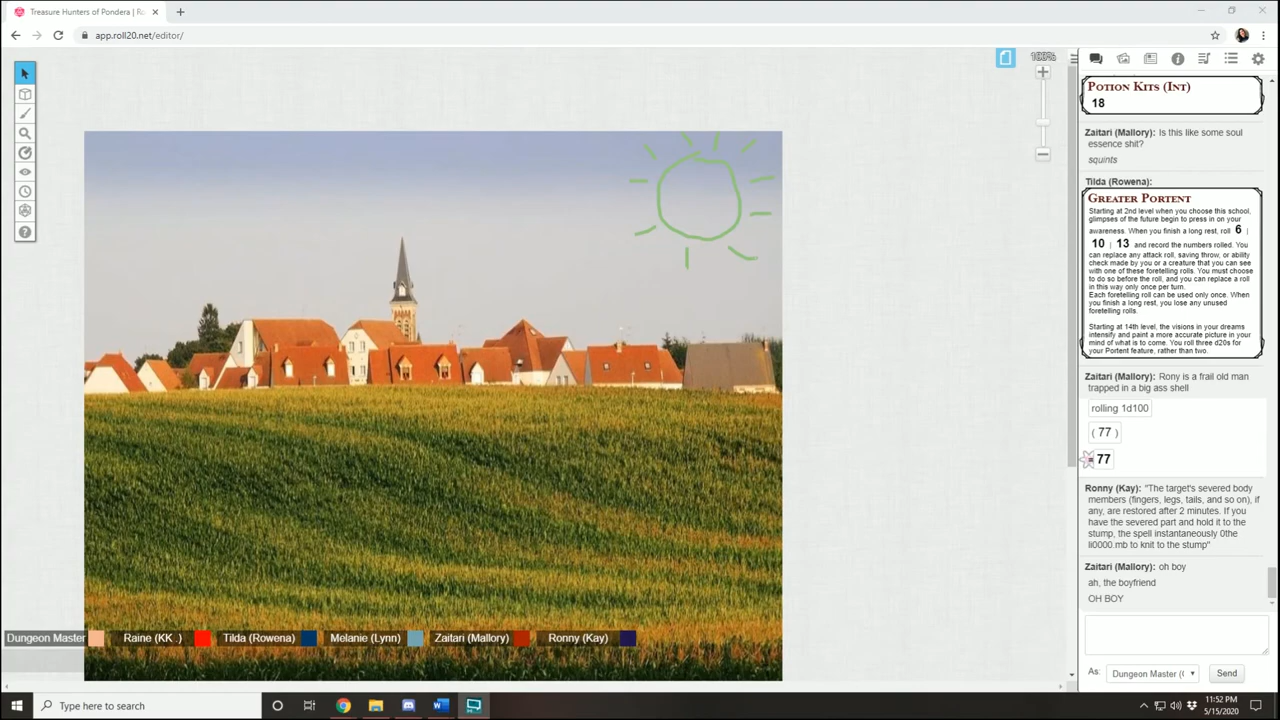 Treasure Hunters of Pondera | Ro
app.roll20.net/editor/
100%
POTION KITS (INT)
18
Zaitari (Mallory): Is this like some soul
essence shit?
squints
Tilda (Rowena):
GREATER PORTENT
Starting at 2nd level when you choose this school,
glimpses of the future begin to press in on your
awareness. When you finish a long rest, roll 6 |
10 | 13 and record the numbers rolled. You
can replace any attack roll, saving throw, or ability
check made by you or a creature that you can see
with one of these foretelling rolls. You must choose
to do so before the roll, and you can replace a roll
in this way only once per turn.
Each foretelling roll can be used only once. When
you finish a long rest, you lose any unused
foretelling rolls.
Starting at 14th level, the visions in your dreams
intensify and paint a more accurate picture in your
mind of what is to come. You roll three d20s for
your Portent feature, rather than two.
Zaitari (Mallory): Rony is a frail old man
trapped in a big ass shell
rolling 1d100
( 77 )
= 77
Ronny (Kay): "The target's severed body
members (fingers, legs, tails, and so on), if
any, are restored after 2 minutes. If you
have the severed part and hold it to the
stump, the spell instantaneously 0the
li0000.mb to knit to the stump"
Zaitari (Mallory): oh boy
ah, the boyfriend
OH BOY
Dungeon Master Raine (KK .) Tilda (Rowena) Melanie (Lynn) Zaitari (Mallory) Ronny (Kay)
As: Dungeon Master (G Send
Type here to search
11:52 PM
5/15/2020